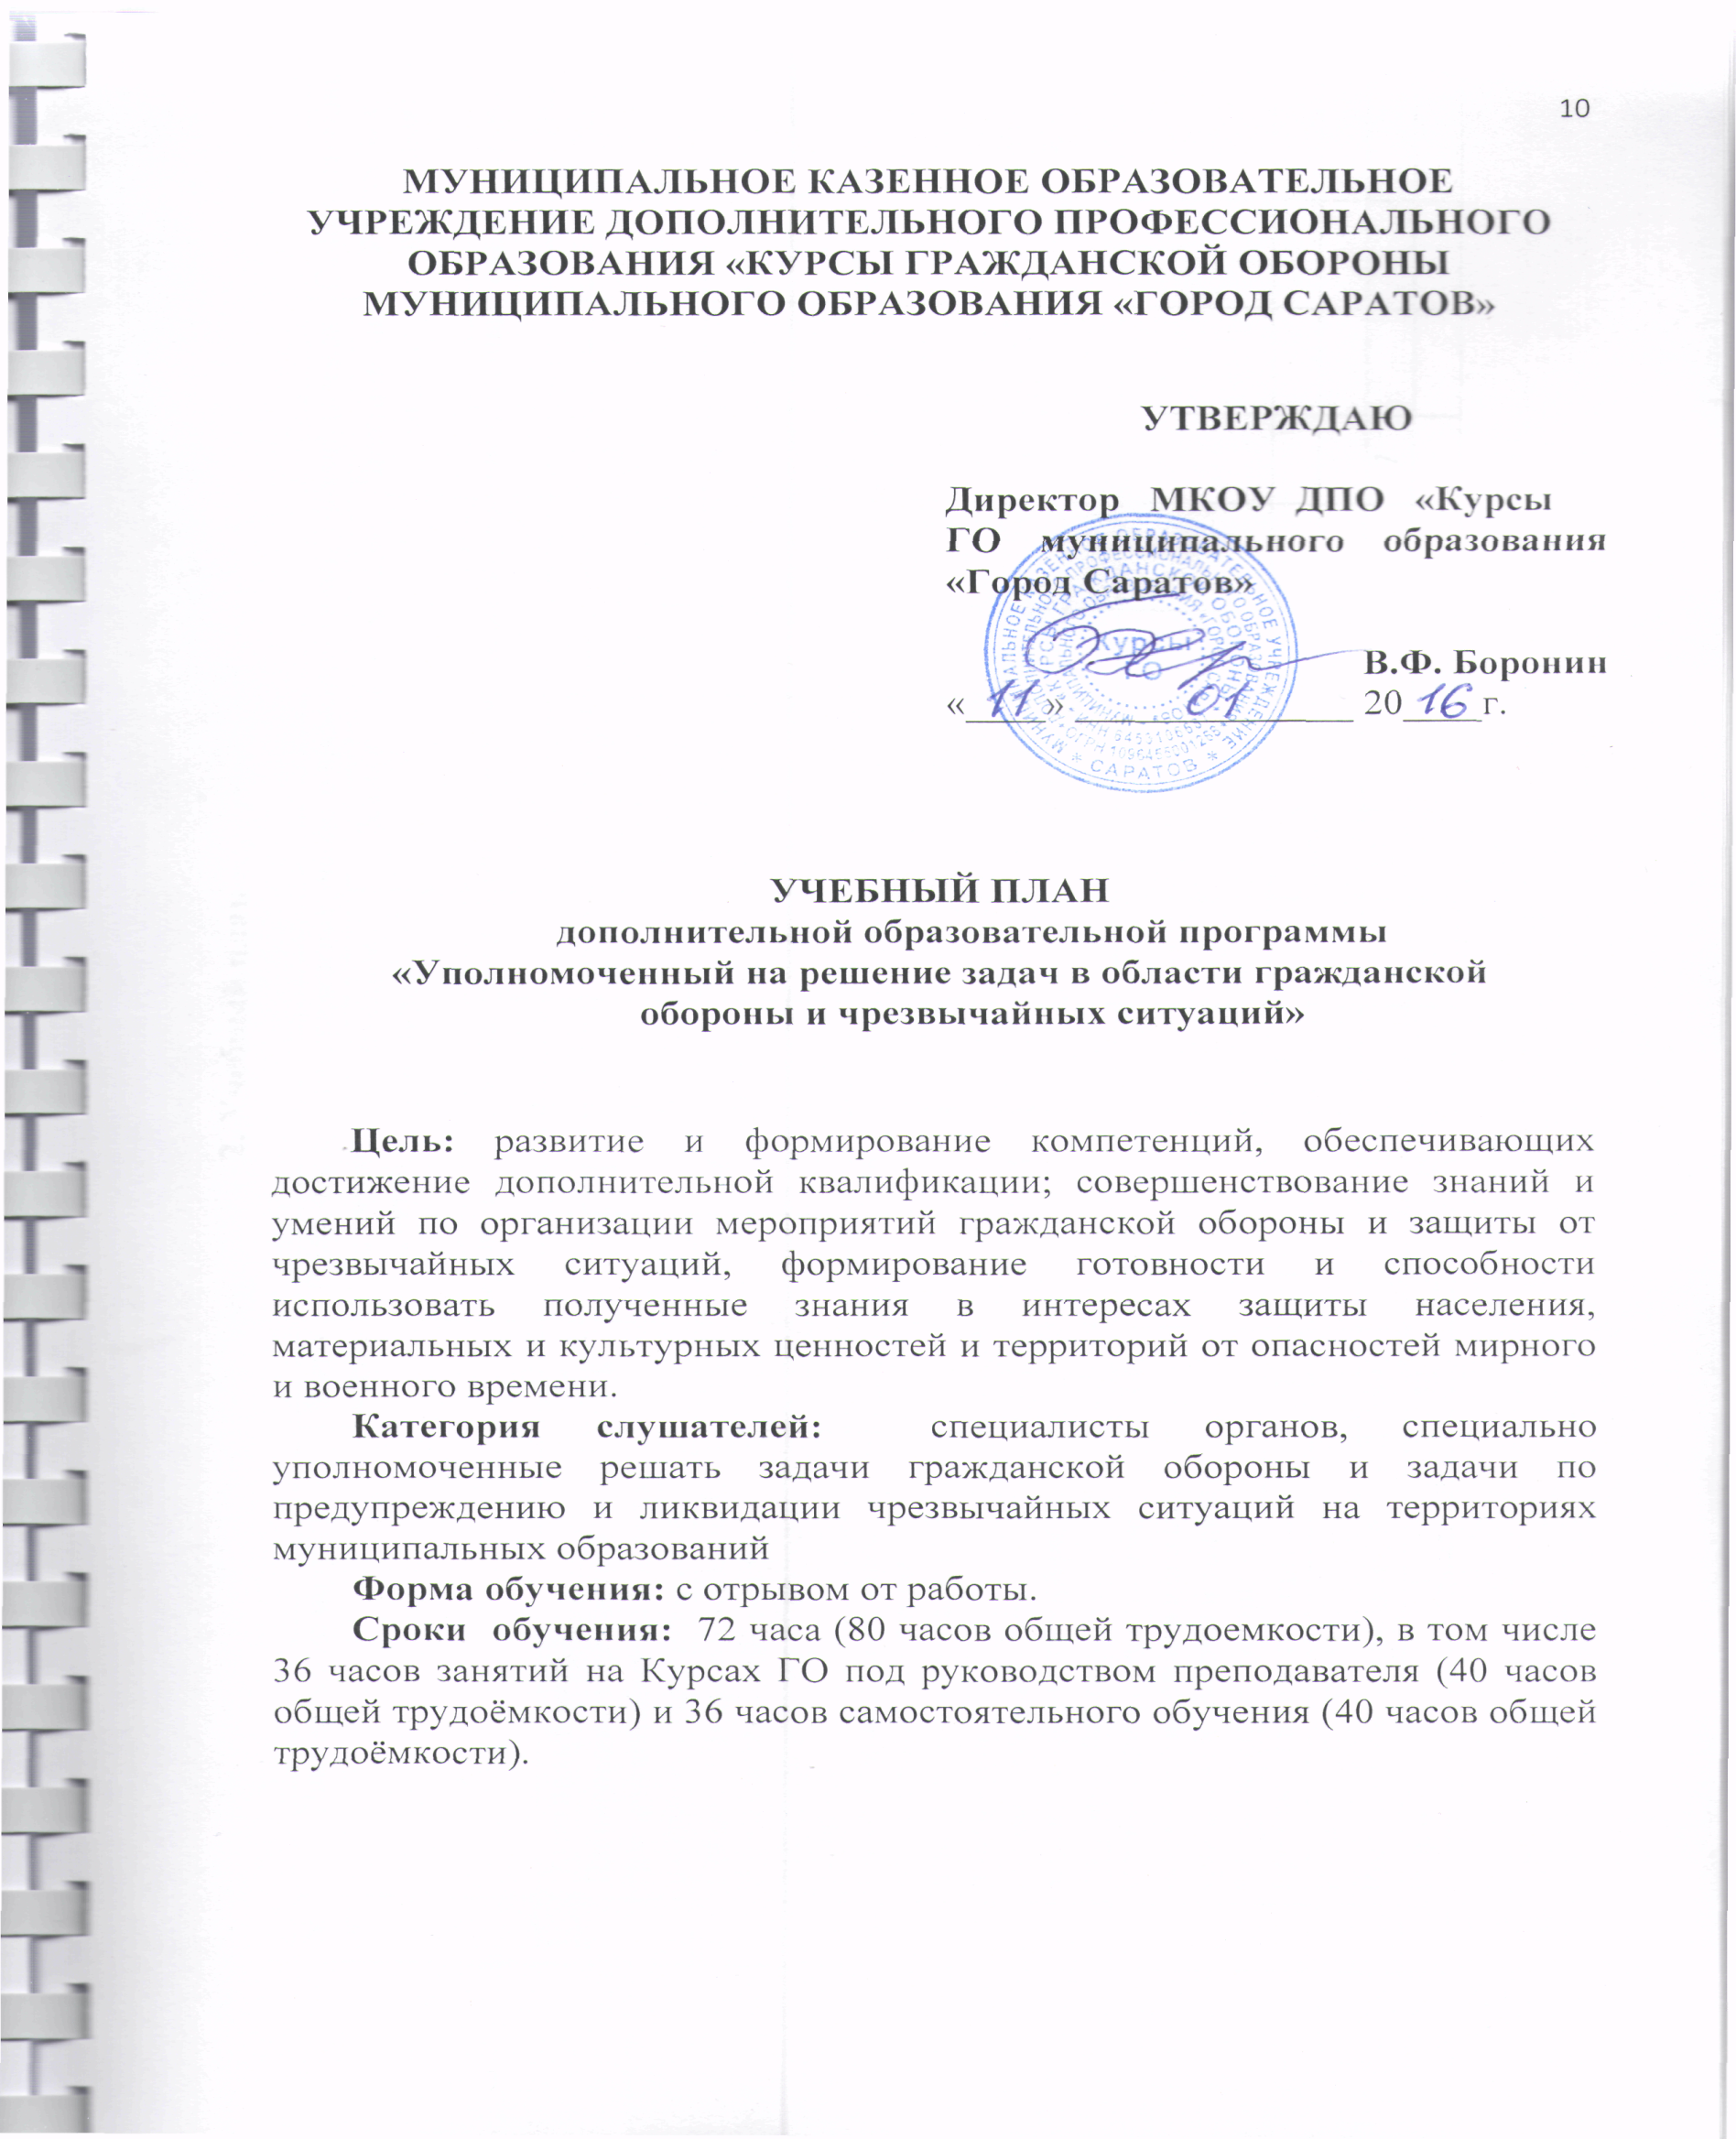 10
МУНИЦИПАЛЬНОЕ КАЗЕННОЕ ОБРАЗОВАТЕЛЬНОЕ
УЧРЕЖДЕНИЕ ДОПОЛНИТЕЛЬНОГО ПРОФЕССИОНАЛЬНОГО
ОБРАЗОВАНИЯ «КУРСЫ ГРАЖДАНСКОЙ ОБОРОНЫ
МУНИЦИПАЛЬНОГО ОБРАЗОВАНИЯ «ГОРОД САРАТОВ»
УТВЕРЖДАЮ
Директор МКОУ ДПО «Курсы
ГО муниципального образования
«Город Саратов»
Курсы
ГО
САРАТОВ
В.Ф. Боронин
«11» 01 2016 г.
УЧЕБНЫЙ ПЛАН
дополнительной образовательной программы
«Уполномоченный на решение задач в области гражданской
обороны и чрезвычайных ситуаций»
Цель: развитие и формирование компетенций, обеспечивающих
достижение дополнительной квалификации; совершенствование знаний и
умений по организации мероприятий гражданской обороны и защиты от
чрезвычайных ситуаций, формирование готовности и способности
использовать полученные знания в интересах защиты населения,
материальных и культурных ценностей и территорий от опасностей мирного
и военного времени.
Категория слушателей: специалисты органов, специально
уполномоченные решать задачи гражданской обороны и задачи по
предупреждению и ликвидации чрезвычайных ситуаций на территориях
муниципальных образований
Форма обучения: с отрывом от работы.
Сроки обучения: 72 часа (80 часов общей трудоемкости), в том числе
36 часов занятий на Курсах ГО под руководством преподавателя (40 часов
общей трудоёмкости) и 36 часов самостоятельного обучения (40 часов общей
трудоёмкости).